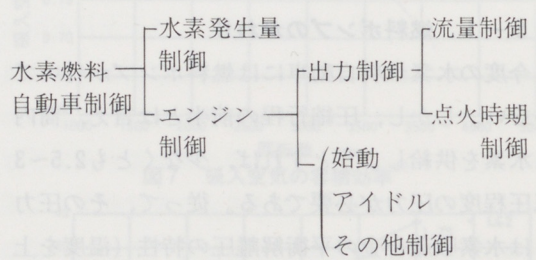 水素燃料
自動車制御
水素発生量
制御
エンジン
制御
出力制御
流量制御
点火時期
制御
始動
アイドル
その他制御